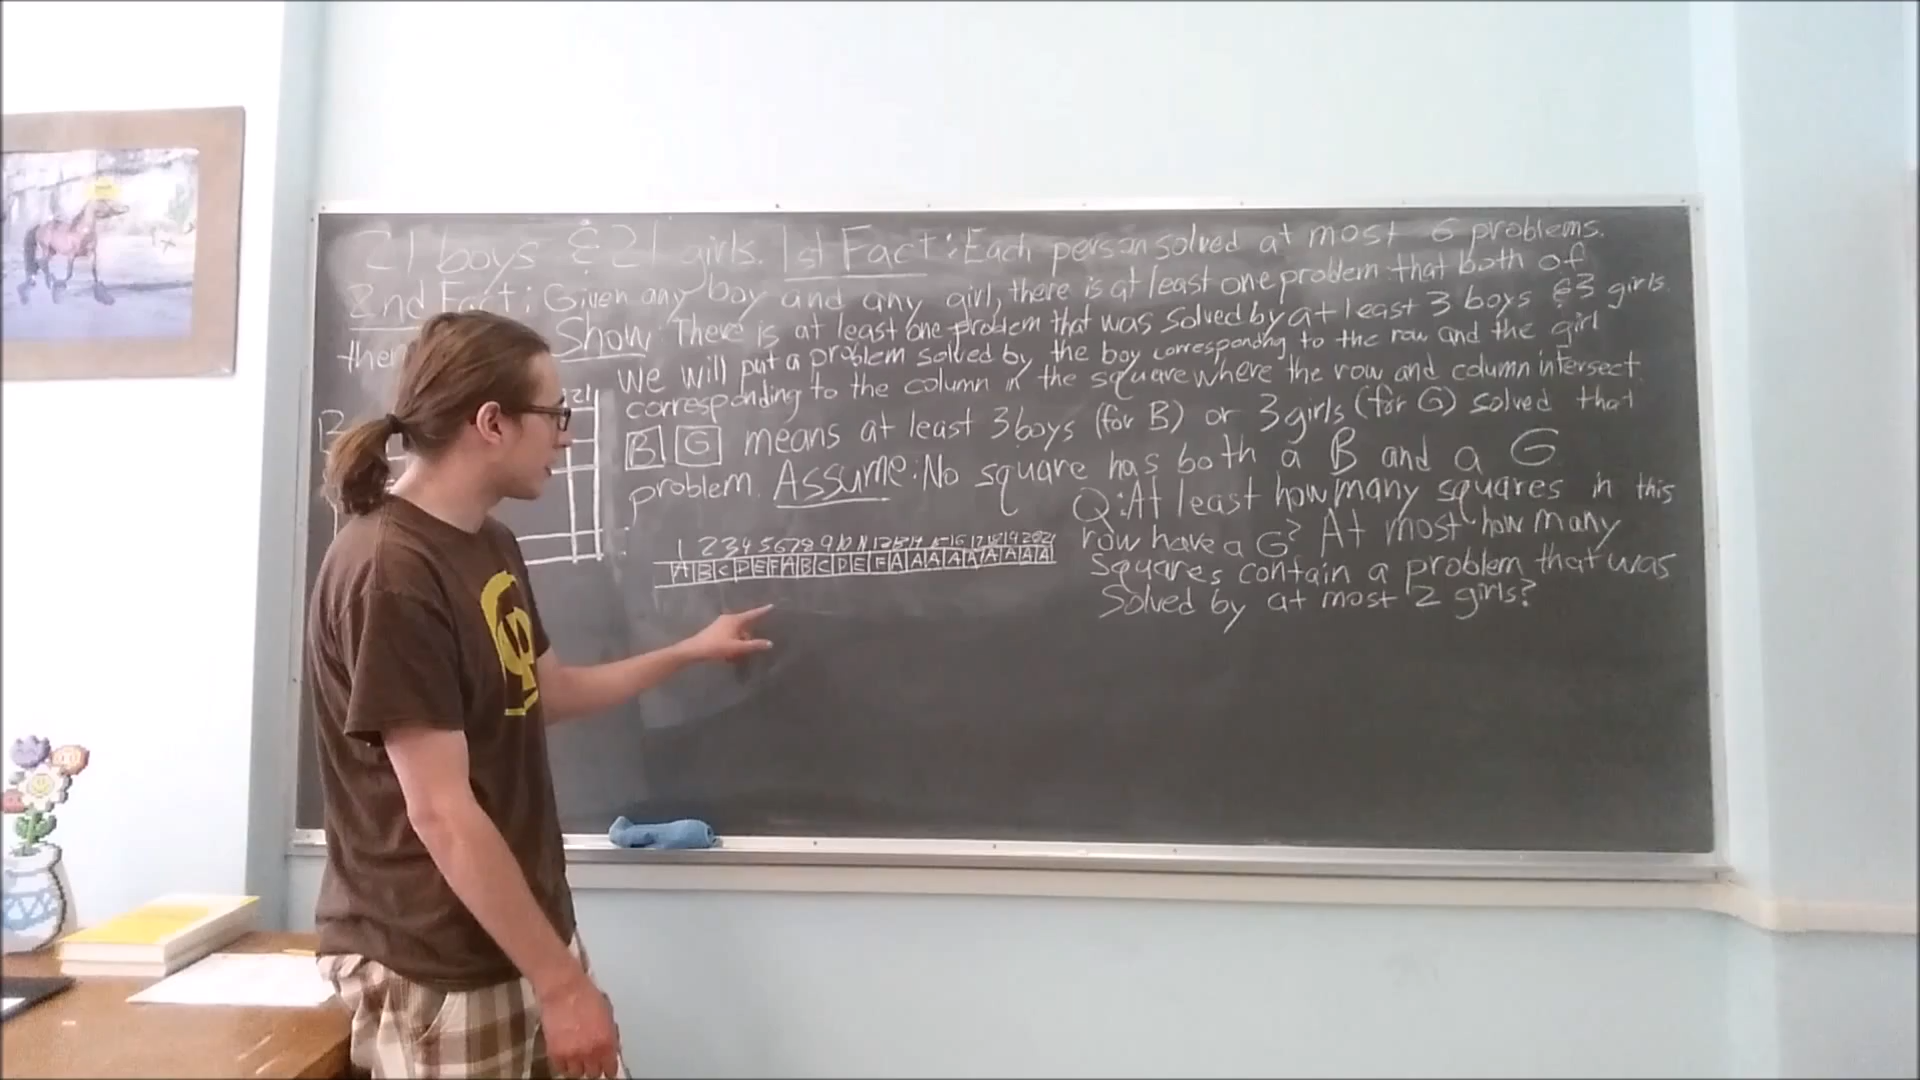 21 boys & 21 girls. 1st Fact: Each person solved at most 6 problems.
2nd Fact: Given any boy and any girl, there is at least one problem that both of
Show: There is at least one problem that was solved by at least 3 boys & 3 girls.
We will put a problem solved by the boy corresponding to the row and the girl
corresponding to the column in the square where the row and column intersect.
B G means at least 3 boys (for B) or 3 girls (for G) solved that
problem. Assume: No square has both a B and a G
Q: At least how many squares in this
row have a G? At most how many
squares contain a problem that was
solved by at most 2 girls?
21
1 2 3 4 5 6 7 8 9 10 11 12 13 14 15 16 17 18 19 20 21
A B C D E F A B C D E F A A A A A A A A A